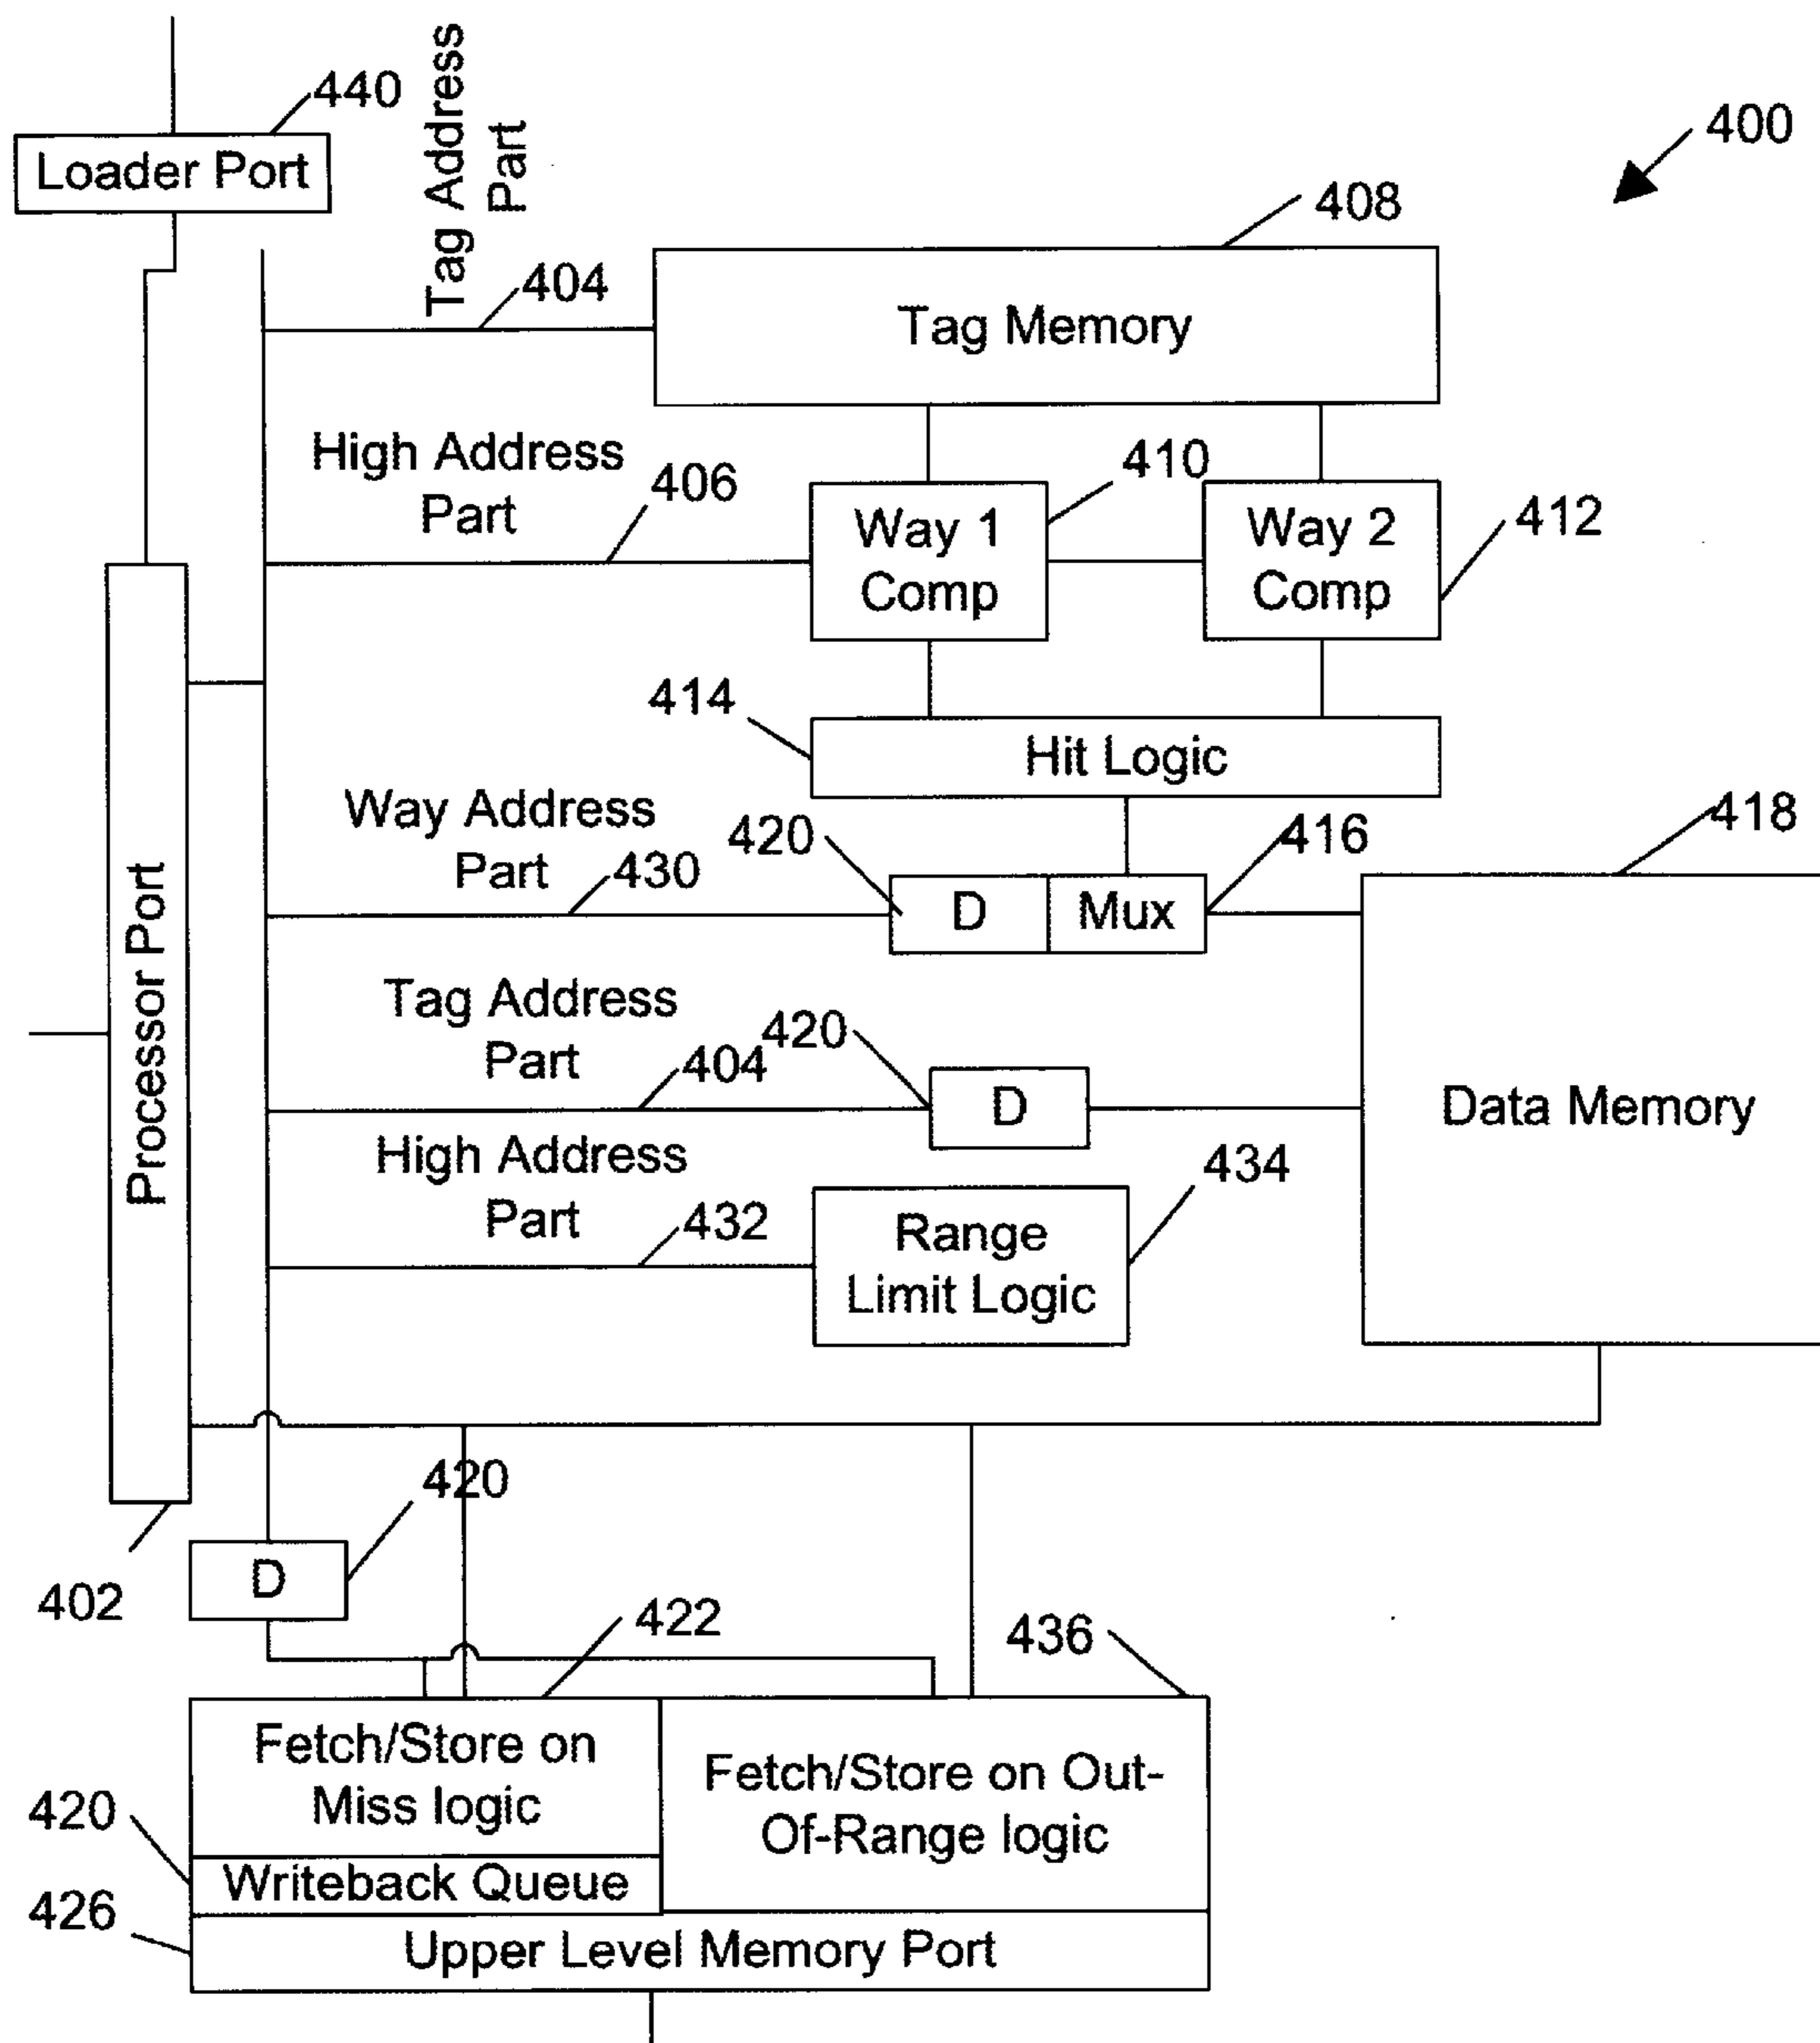 440
Loader Port
Tag Address
Part
400
408
404
Tag Memory
High Address
Part
406
410
Way 1
Comp
Way 2
Comp
412
414
Hit Logic
Way Address
Part
430
420
416
418
D
Mux
Processor Port
Tag Address
Part
404
420
D
Data Memory
High Address
Part
432
Range
Limit Logic
434
420
402
D
422
436
Fetch/Store on
Miss logic
Fetch/Store on Out-
Of-Range logic
420
Writeback Queue
426
Upper Level Memory Port